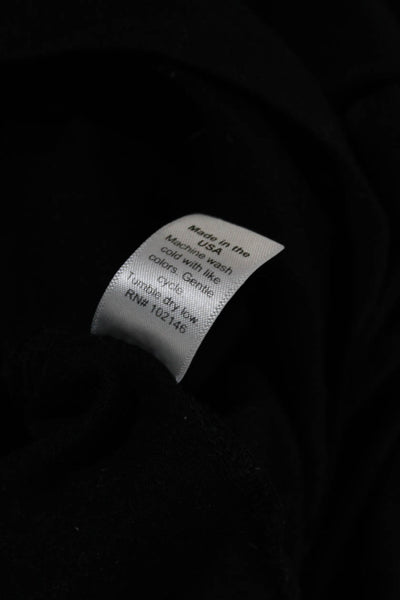 Made in the
USA
Machine wash
cold with like
colors. Gentle
cycle
Tumble dry low
RN# 102146